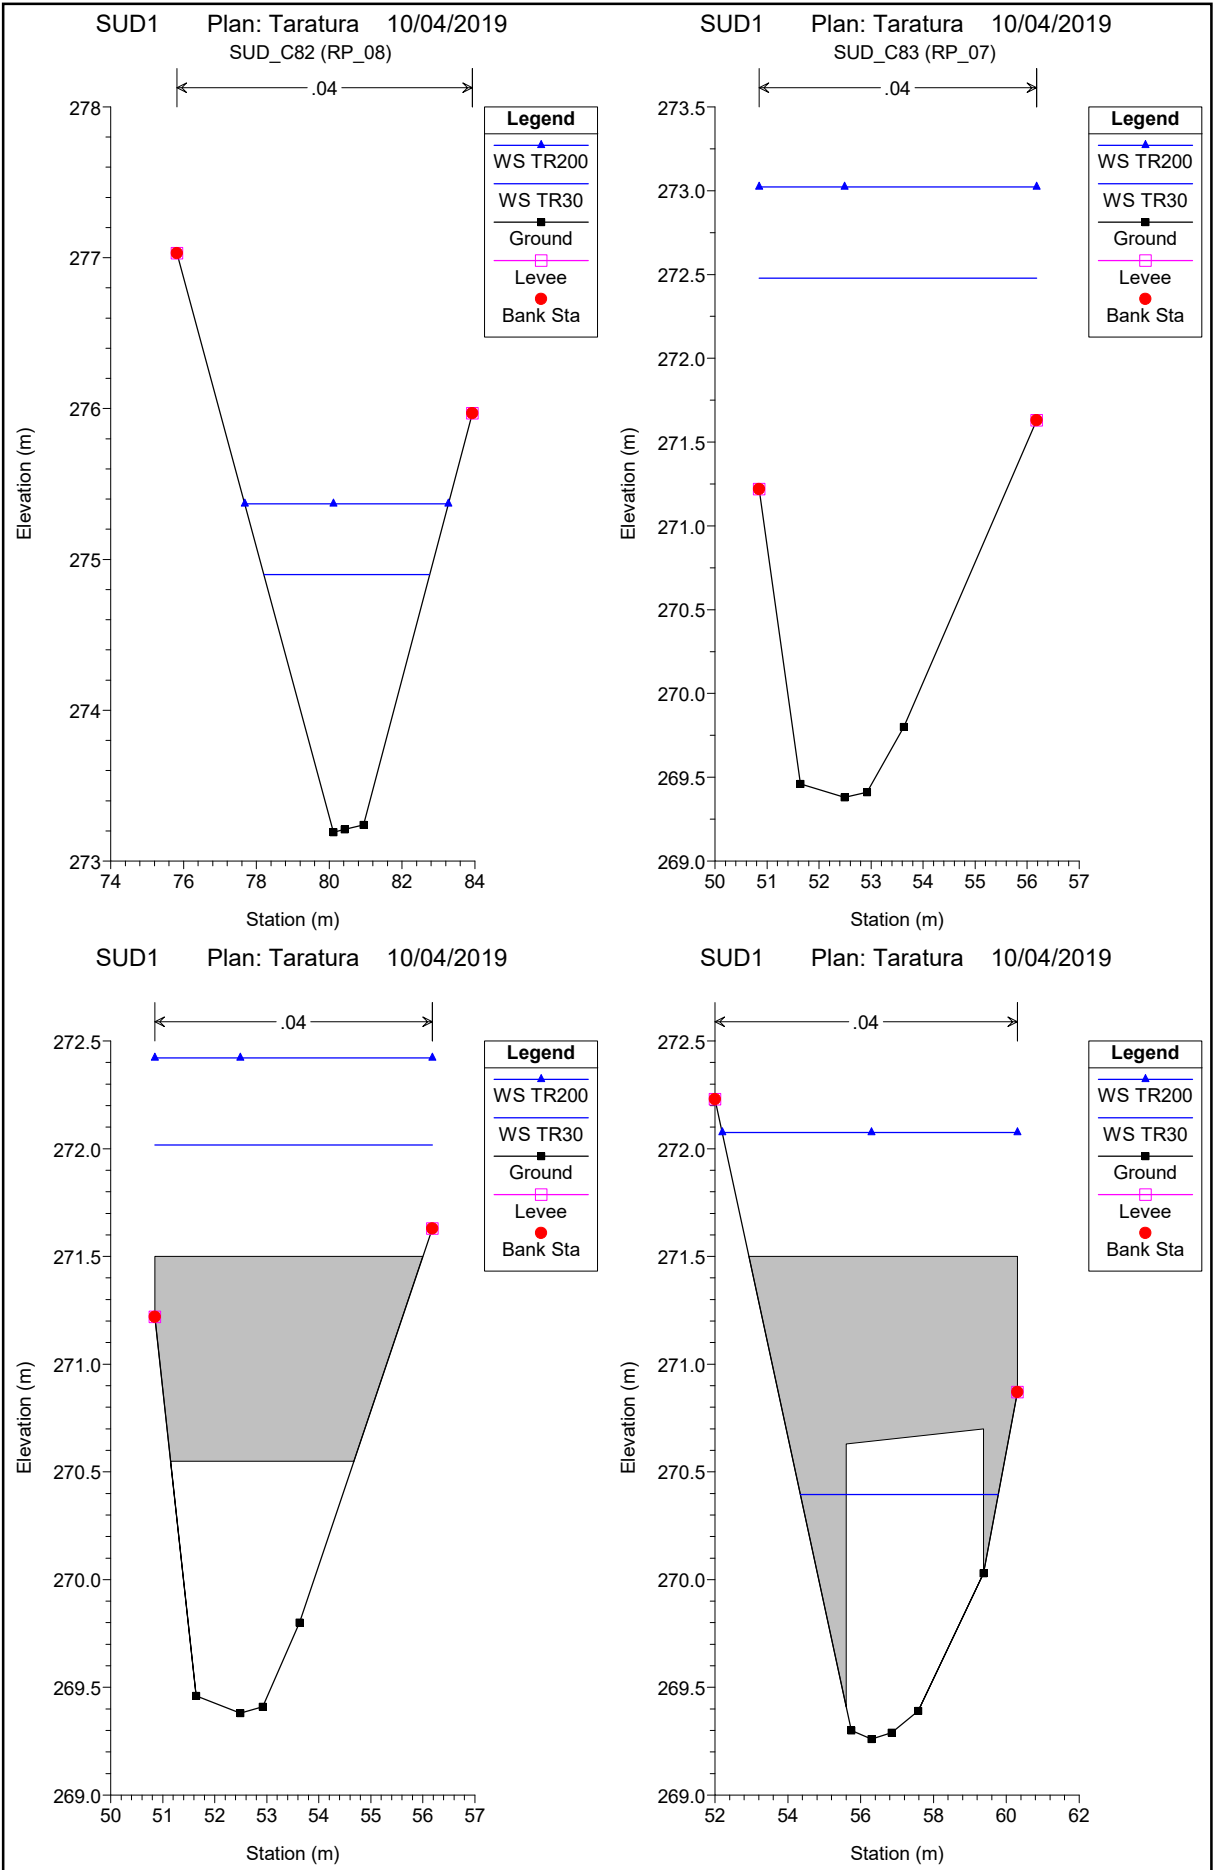 SUD1 Plan: Taratura 10/04/2019
SUD_C82 (RP_08)
.04
Legend
WS TR200
WS TR30
Ground
Levee
Bank Sta
278
277
276
275
274
273
Elevation (m)
74 76 78 80 82 84
Station (m)
SUD1 Plan: Taratura 10/04/2019
SUD_C83 (RP_07)
.04
Legend
WS TR200
WS TR30
Ground
Levee
Bank Sta
273.5
273.0
272.5
272.0
271.5
271.0
270.5
270.0
269.5
269.0
Elevation (m)
50 51 52 53 54 55 56 57
Station (m)
SUD1 Plan: Taratura 10/04/2019
.04
Legend
WS TR200
WS TR30
Ground
Levee
Bank Sta
272.5
272.0
271.5
271.0
270.5
270.0
269.5
269.0
Elevation (m)
50 51 52 53 54 55 56 57
Station (m)
SUD1 Plan: Taratura 10/04/2019
.04
Legend
WS TR200
WS TR30
Ground
Levee
Bank Sta
272.5
272.0
271.5
271.0
270.5
270.0
269.5
269.0
Elevation (m)
52 54 56 58 60 62
Station (m)